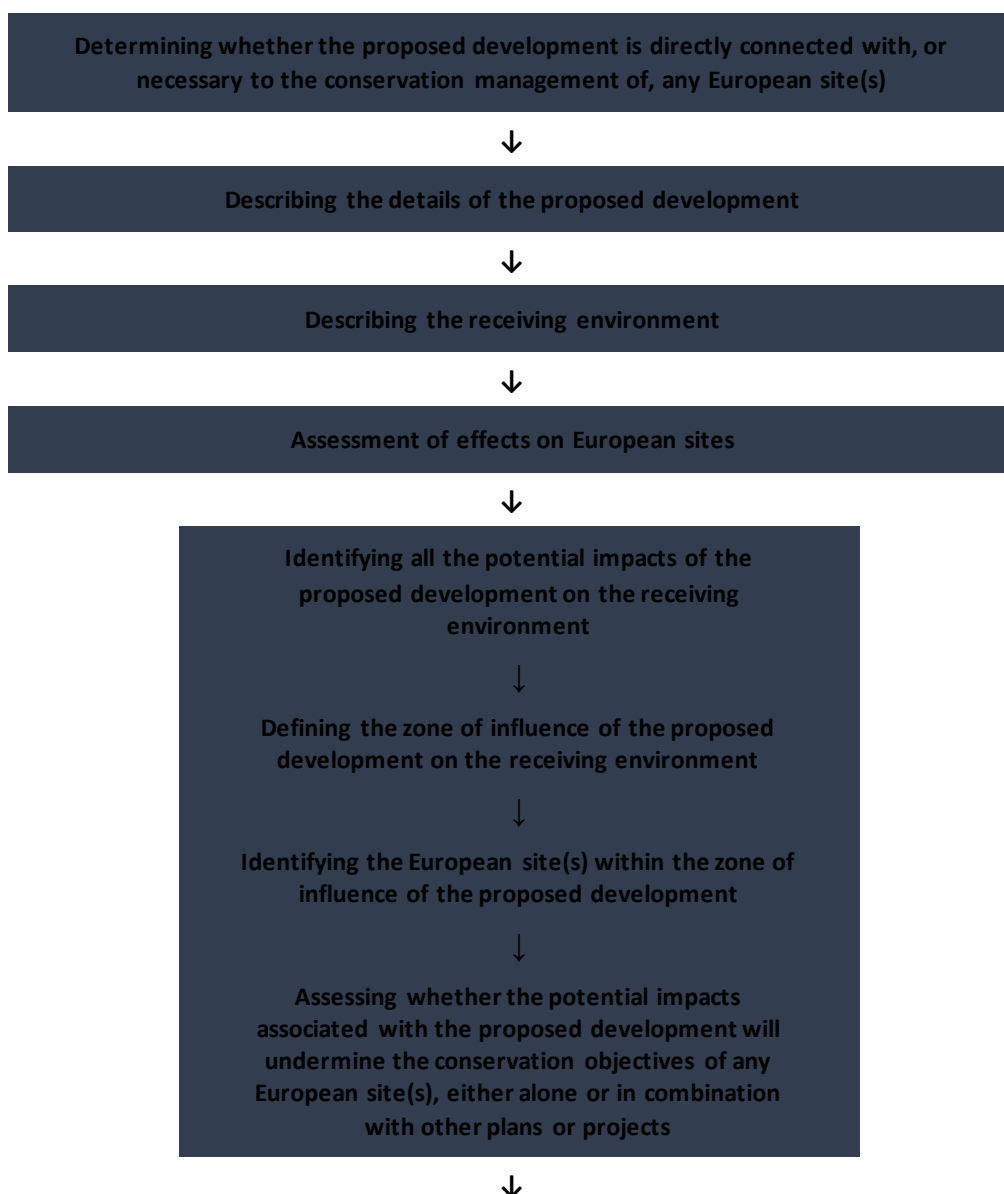 Determining whether the proposed development is directly connected with, or
necessary to the conservation management of, any European site(s)
↓
Describing the details of the proposed development
↓
Describing the receiving environment
↓
Assessment of effects on European sites
↓
Identifying all the potential impacts of the
proposed development on the receiving
environment
↓
Defining the zone of influence of the proposed
development on the receiving environment
↓
Identifying the European site(s) within the zone of
influence of the proposed development
↓
Assessing whether the potential impacts
associated with the proposed development will
undermine the conservation objectives of any
European site(s), either alone or in combination
with other plans or projects
↓